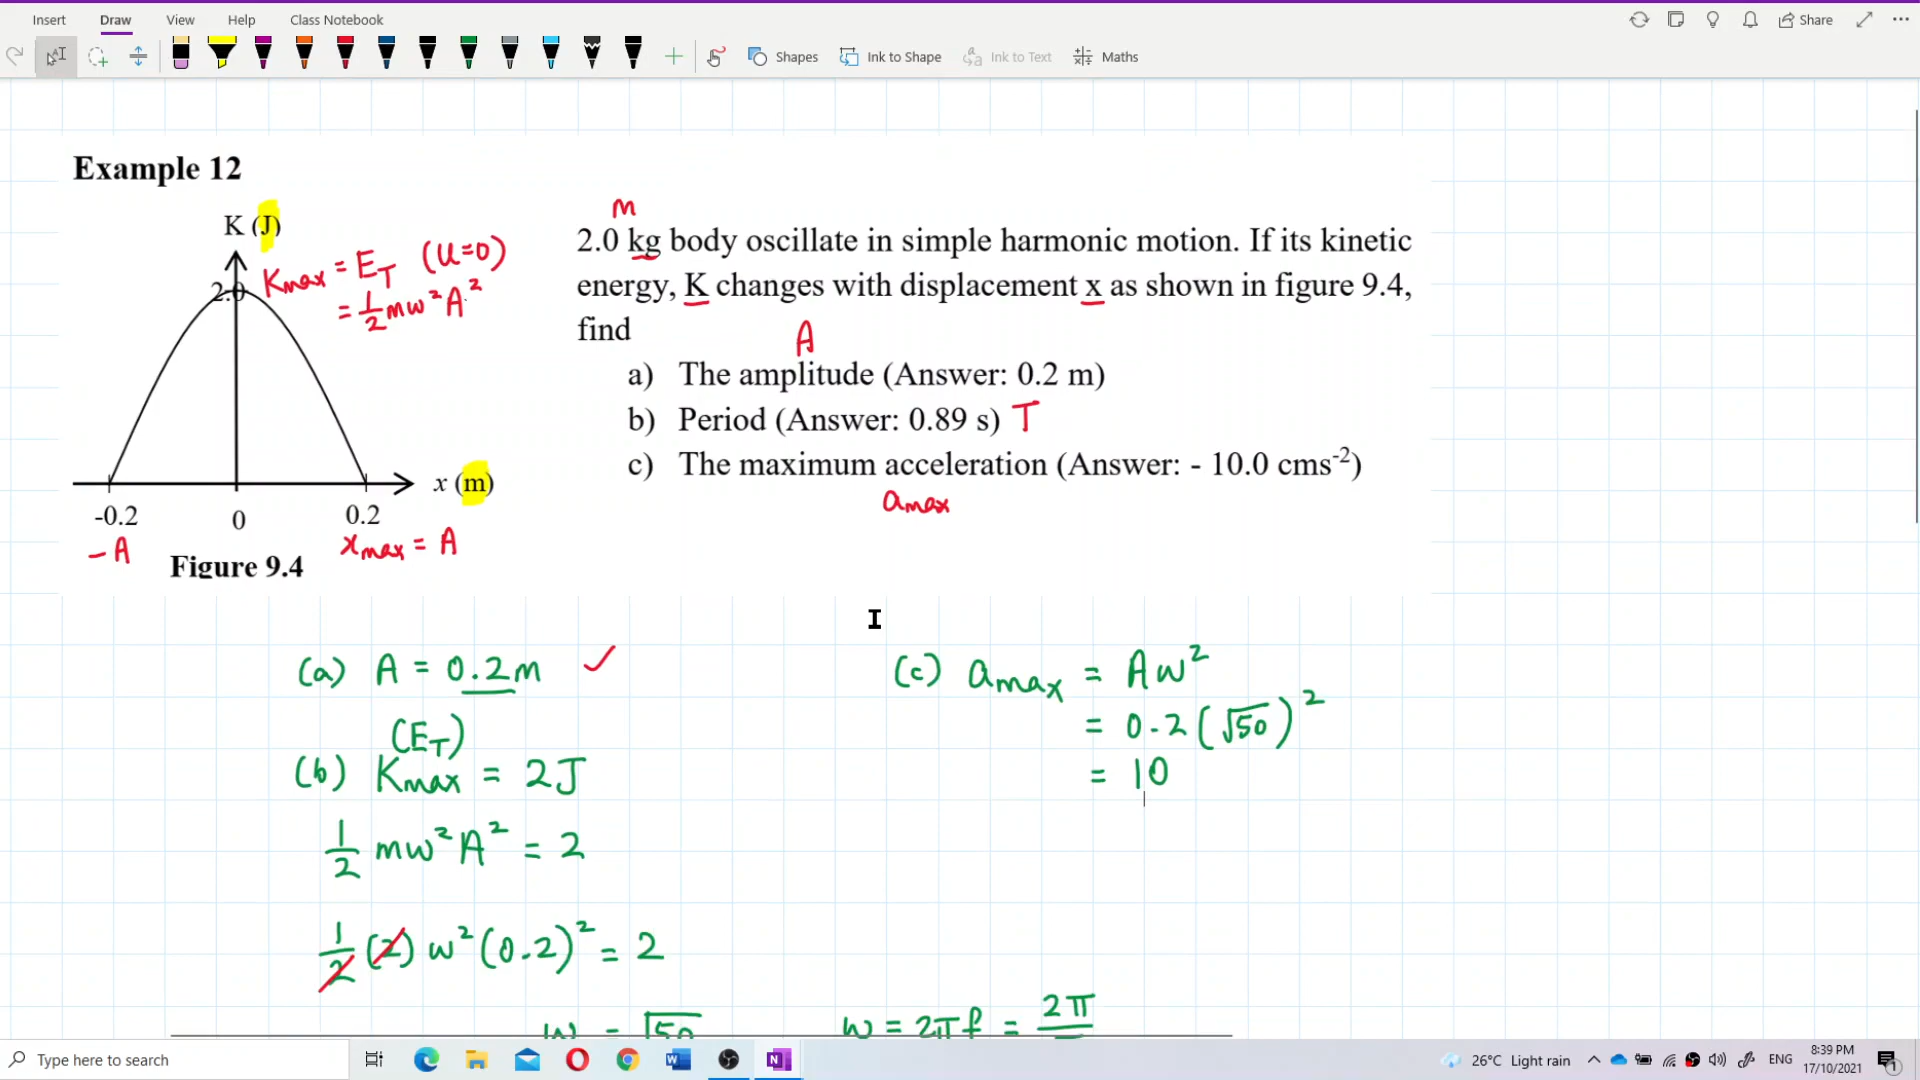 Insert Draw View Help Class Notebook Share
Shapes Ink to Shape Ink to Text Maths
Example 12
K (J)
2.0
Kmax = ET (U=0)
= 1/2 mω²A²
-0.2 0 0.2
x (m)
-A
xmax = A
Figure 9.4
m
2.0 kg body oscillate in simple harmonic motion. If its kinetic
energy, K changes with displacement x as shown in figure 9.4,
find
A
a) The amplitude (Answer: 0.2 m)
b) Period (Answer: 0.89 s) T
c) The maximum acceleration (Answer: - 10.0 cms⁻²)
amax
(a) A = 0.2m ✓
(ET)
(b) Kmax = 2J
1/2 mω²A² = 2
1/2 (2) ω² (0.2)² = 2
ω = √50
ω = 2πf = 2π
(c) amax = Aω²
= 0.2 (√50)²
= 10
Type here to search
26°C Light rain ENG 8:39 PM
17/10/2021
1